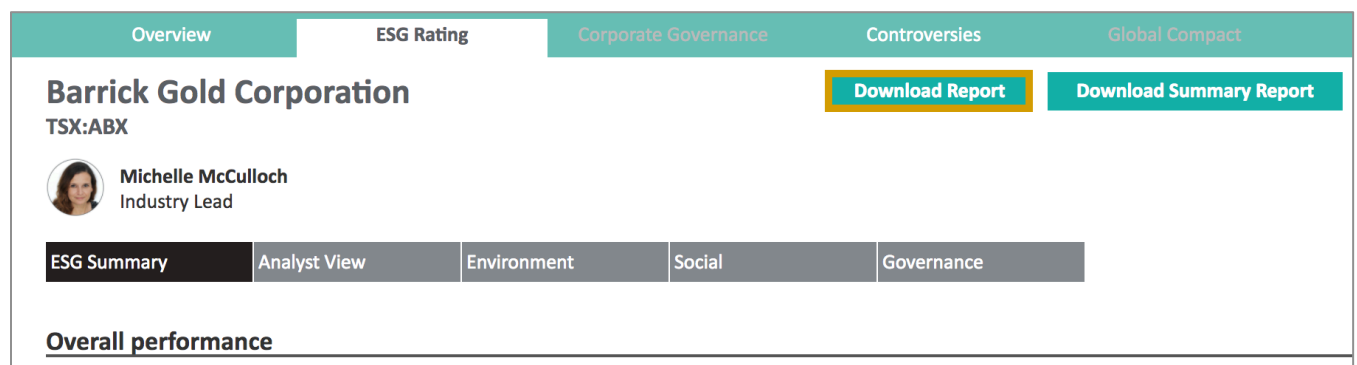 Overview ESG Rating Corporate Governance Controversies Global Compact
Barrick Gold Corporation Download Report Download Summary Report
TSX:ABX
Michelle McCulloch
Industry Lead
ESG Summary Analyst View Environment Social Governance
Overall performance